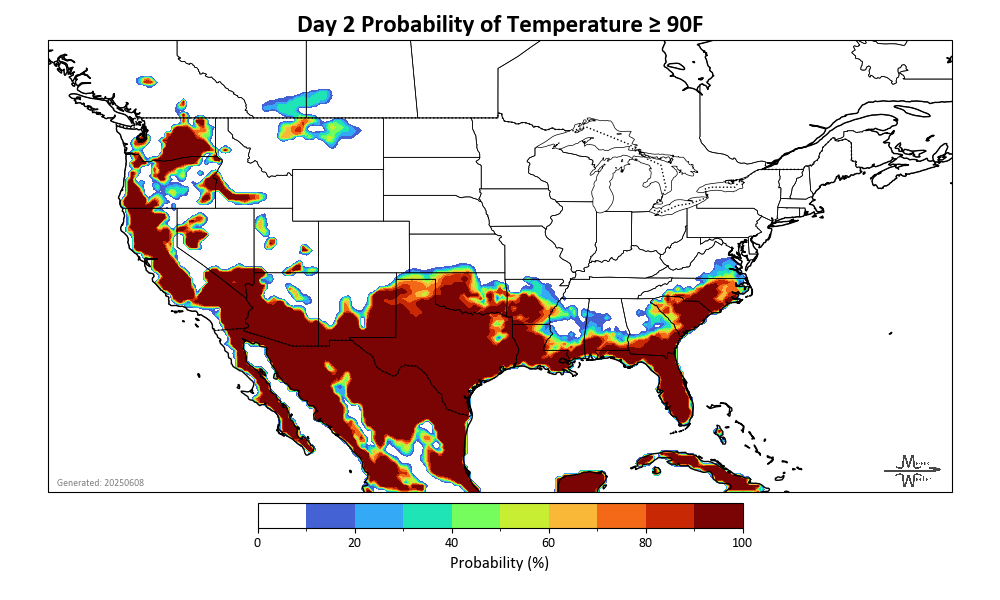 Day 2 Probability of Temperature ≥ 90F
Generated: 20250608
0 20 40 60 80 100
Probability (%)